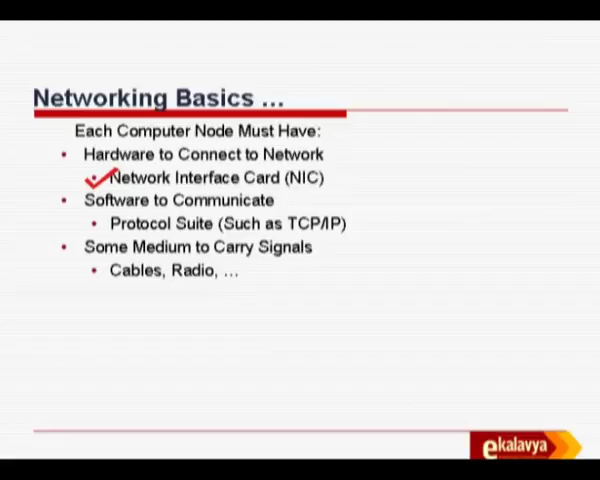 Networking Basics ...
Each Computer Node Must Have:
• Hardware to Connect to Network
• Network Interface Card (NIC)
• Software to Communicate
• Protocol Suite (Such as TCP/IP)
• Some Medium to Carry Signals
• Cables, Radio, ...
ekalavya